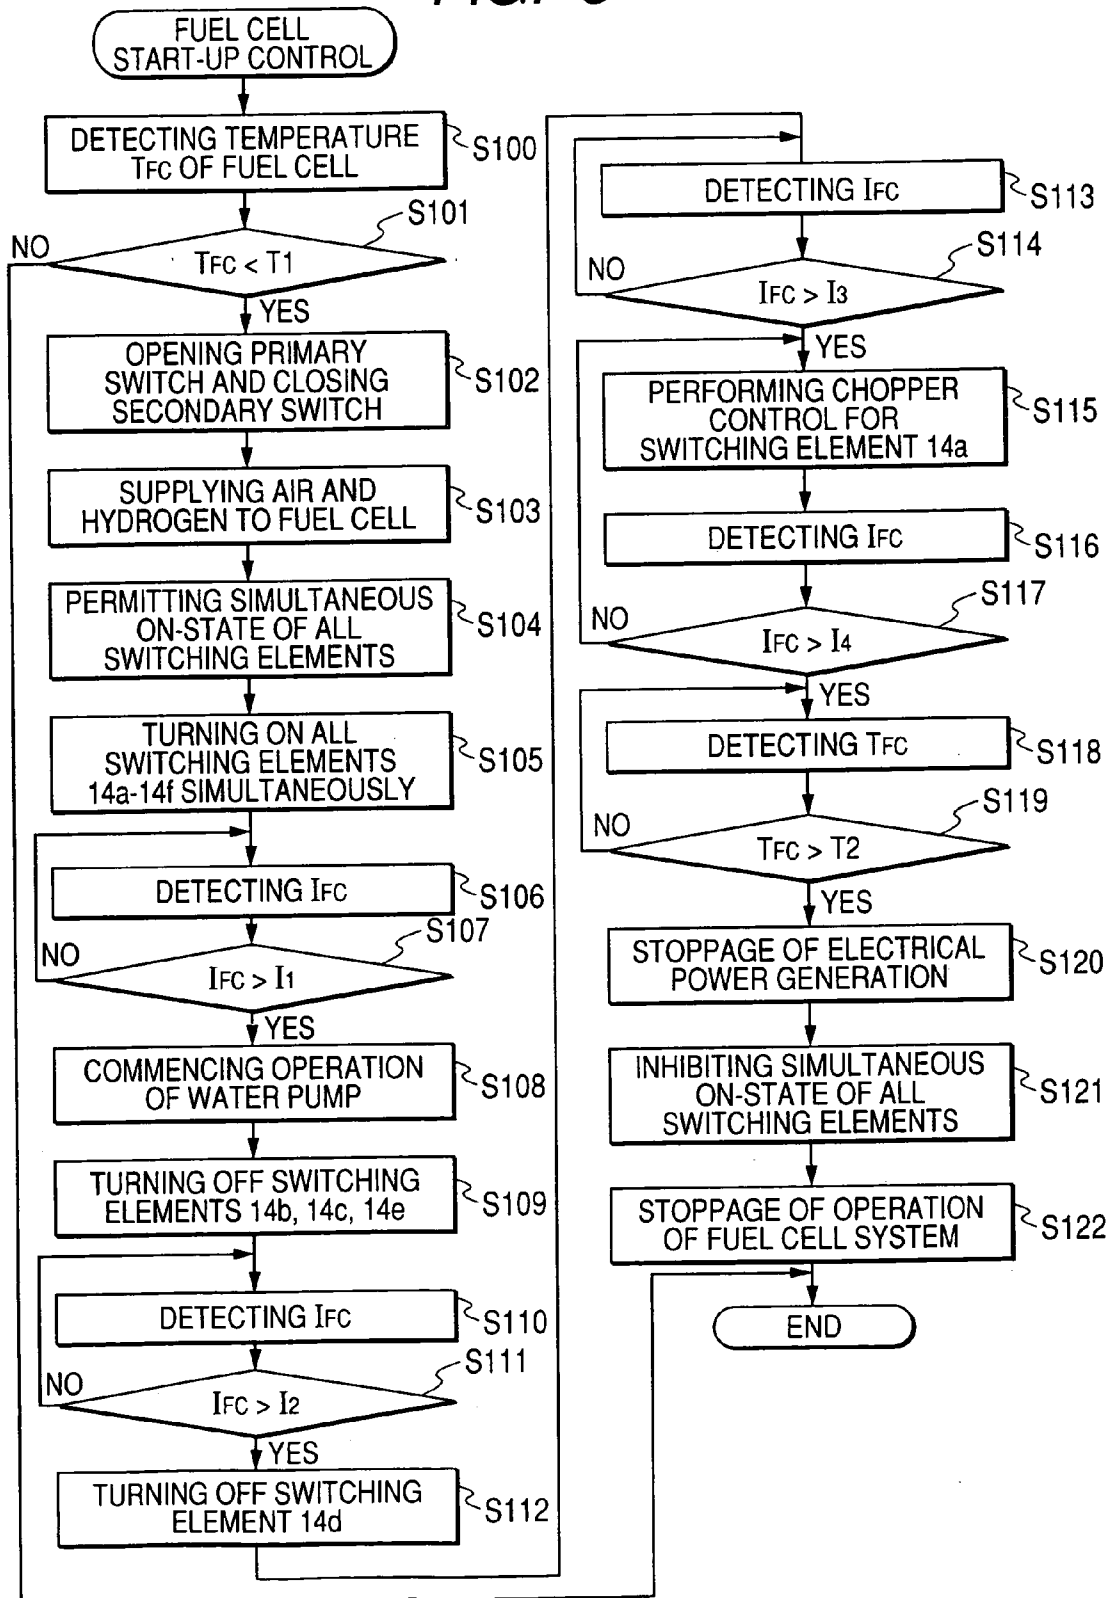 FUEL CELL
START-UP CONTROL
DETECTING TEMPERATURE
TFC OF FUEL CELL
S100
S101
NO
TFC < T1
YES
OPENING PRIMARY
SWITCH AND CLOSING
SECONDARY SWITCH
S102
SUPPLYING AIR AND
HYDROGEN TO FUEL CELL
S103
PERMITTING SIMULTANEOUS
ON-STATE OF ALL
SWITCHING ELEMENTS
S104
TURNING ON ALL
SWITCHING ELEMENTS
14a-14f SIMULTANEOUSLY
S105
DETECTING IFC
S106
S107
NO
IFC > I1
YES
COMMENCING OPERATION
OF WATER PUMP
S108
TURNING OFF SWITCHING
ELEMENTS 14b, 14c, 14e
S109
DETECTING IFC
S110
S111
NO
IFC > I2
YES
TURNING OFF SWITCHING
ELEMENT 14d
S112
DETECTING IFC
S113
S114
NO
IFC > I3
YES
PERFORMING CHOPPER
CONTROL FOR
SWITCHING ELEMENT 14a
S115
DETECTING IFC
S116
S117
NO
IFC > I4
YES
DETECTING TFC
S118
S119
NO
TFC > T2
YES
STOPPAGE OF ELECTRICAL
POWER GENERATION
S120
INHIBITING SIMULTANEOUS
ON-STATE OF ALL
SWITCHING ELEMENTS
S121
STOPPAGE OF OPERATION
OF FUEL CELL SYSTEM
S122
END